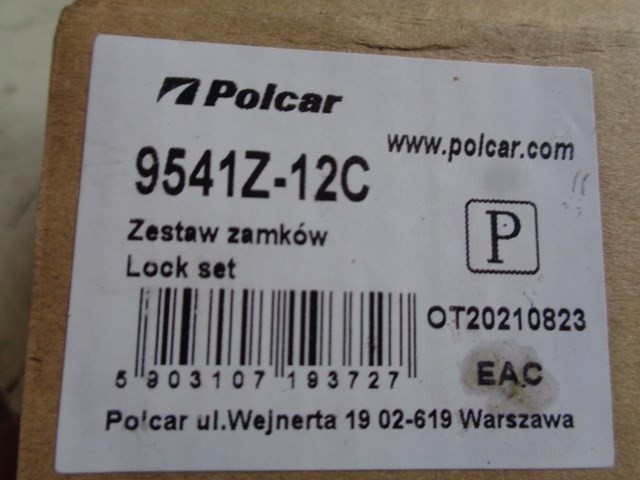 Polcar
www.polcar.com
9541Z-12C
Zestaw zamków
Lock set
P
OT20210823
5 903107 193727
EAC
Polcar ul.Wejnerta 19 02-619 Warszawa